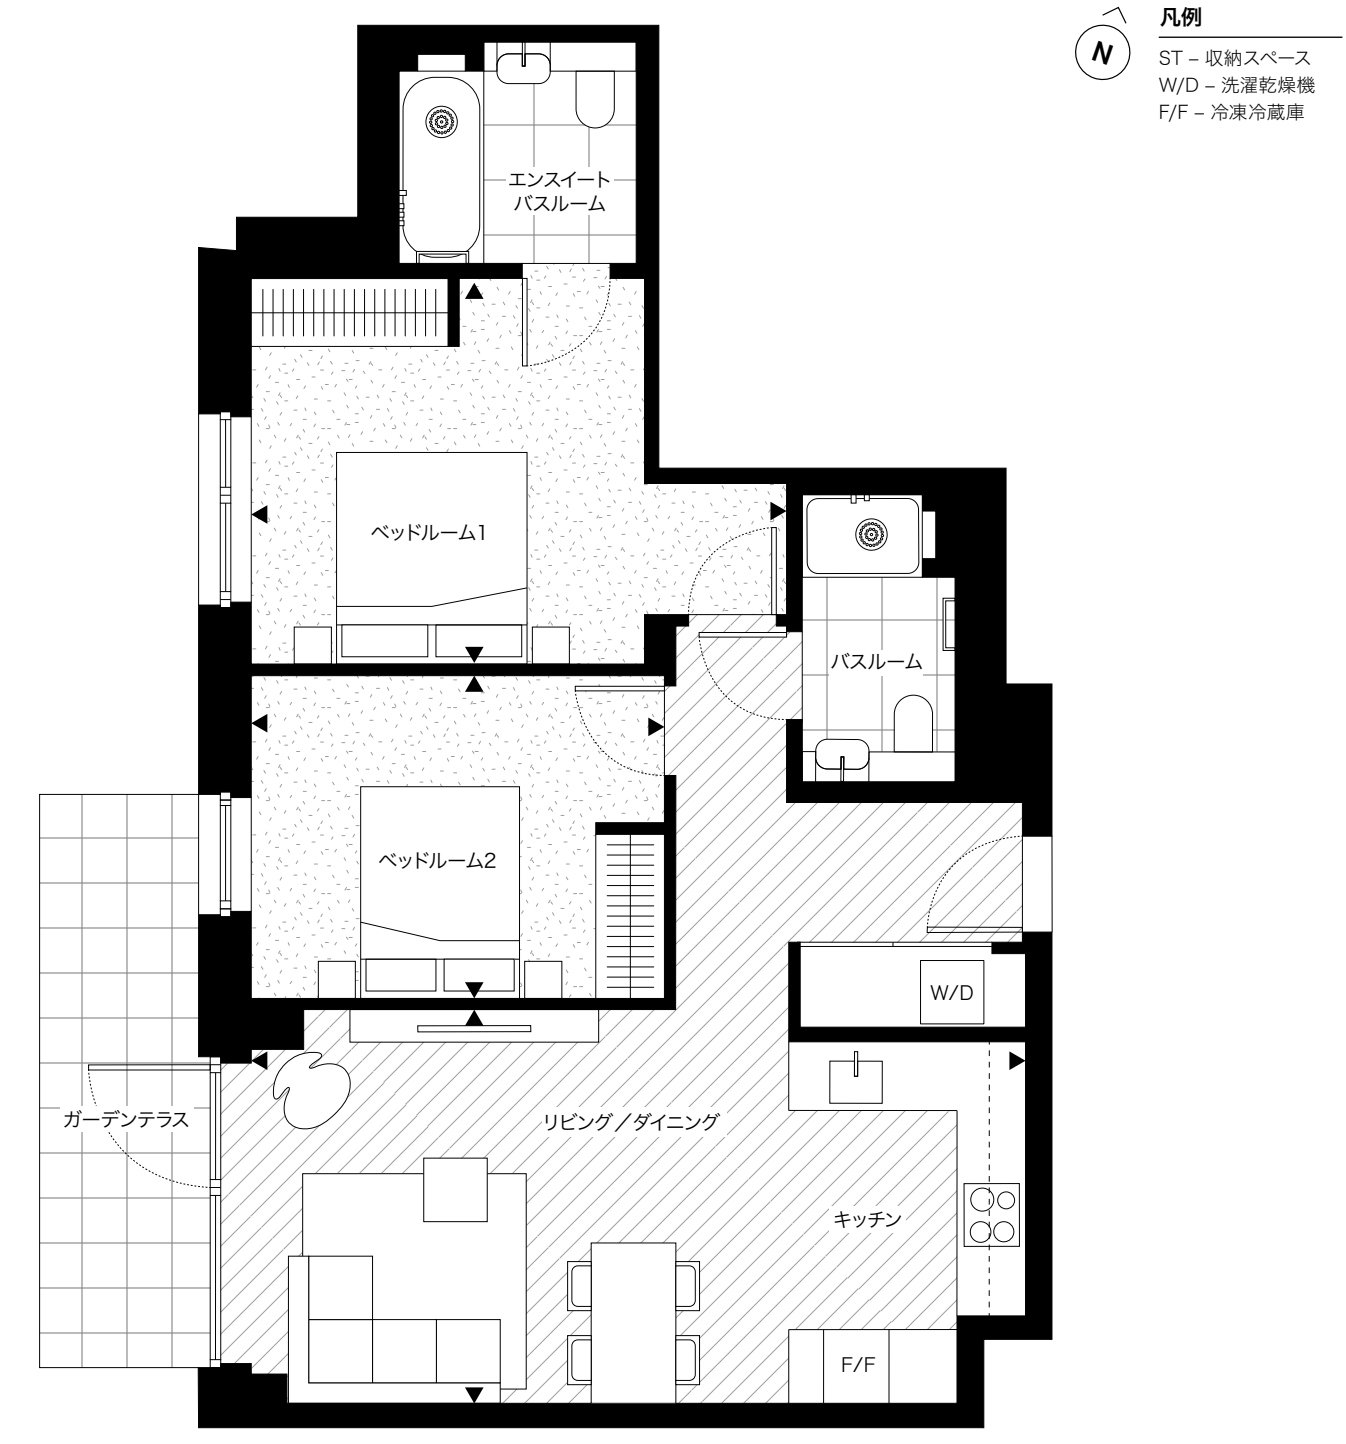 N
凡例
ST – 収納スペース
W/D – 洗濯乾燥機
F/F – 冷凍冷蔵庫
エンスイート
バスルーム
ベッドルーム1
バスルーム
ベッドルーム2
W/D
ガーデンテラス
リビング／ダイニング
キッチン
F/F